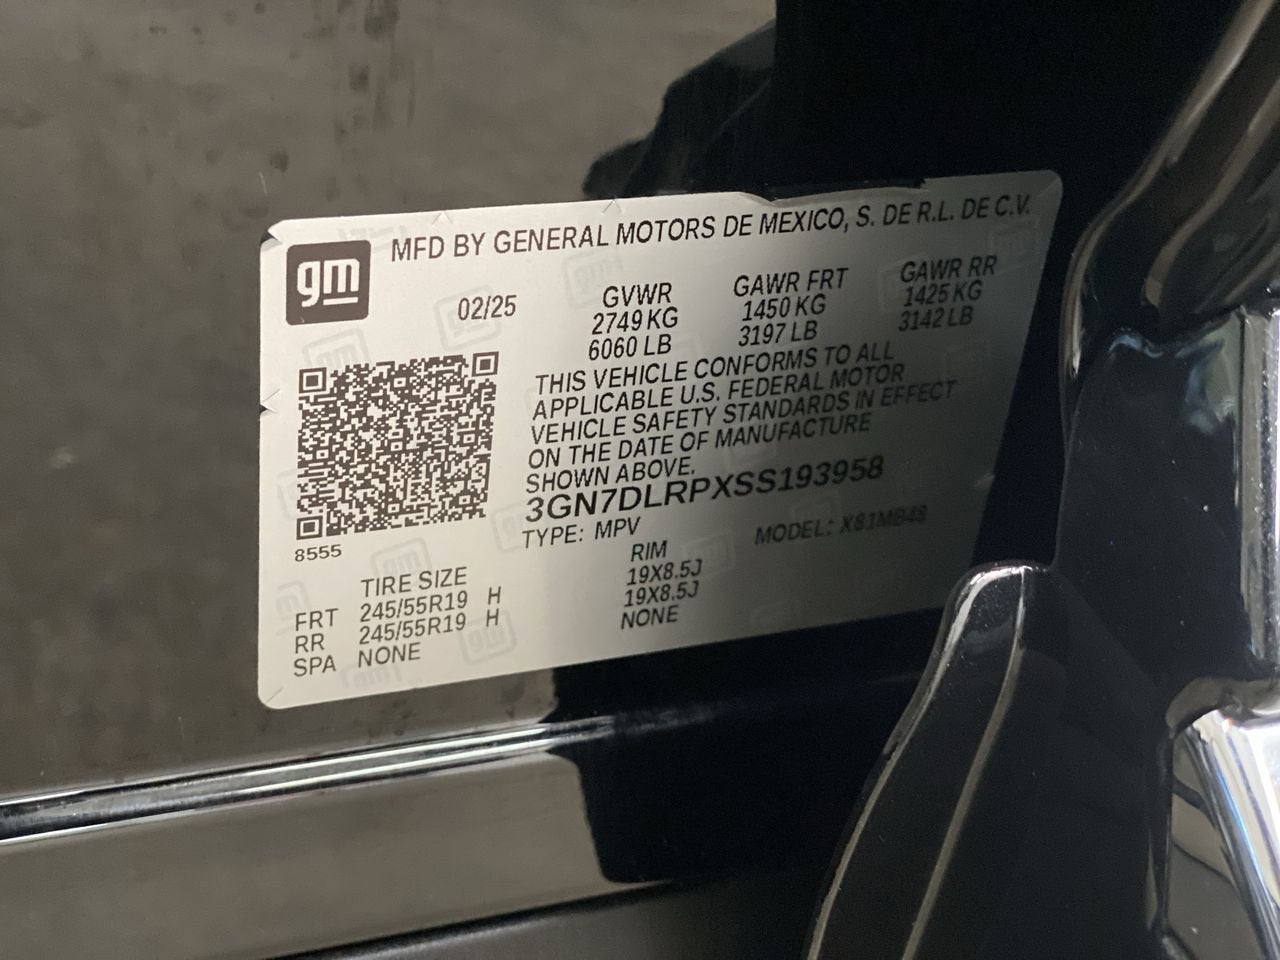 gm
MFD BY GENERAL MOTORS DE MEXICO, S. DE R.L. DE C.V.
02/25
GVWR
2749 KG
6060 LB
GAWR FRT
1450 KG
3197 LB
GAWR RR
1425 KG
3142 LB
THIS VEHICLE CONFORMS TO ALL
APPLICABLE U.S. FEDERAL MOTOR
VEHICLE SAFETY STANDARDS IN EFFECT
ON THE DATE OF MANUFACTURE
SHOWN ABOVE.
3GN7DLRPXSS193958
TYPE: MPV MODEL: X81MB48
8555
TIRE SIZE RIM
FRT 245/55R19 H 19X8.5J
RR 245/55R19 H 19X8.5J
SPA NONE NONE